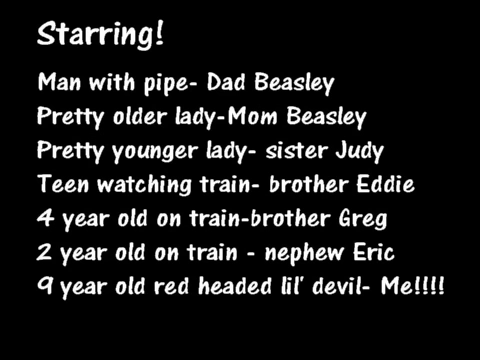 Starring!
Man with pipe- Dad Beasley
Pretty older lady-Mom Beasley
Pretty younger lady- sister Judy
Teen watching train- brother Eddie
4 year old on train-brother Greg
2 year old on train - nephew Eric
9 year old red headed lil' devil- Me!!!!